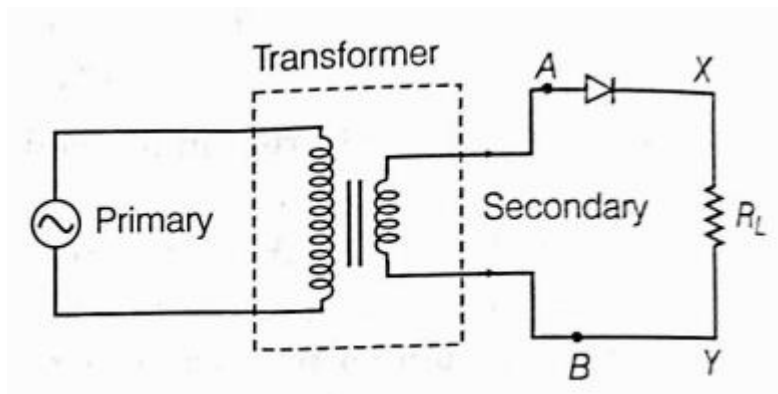 Transformer
A
X
Primary
Secondary
R_L
B
Y